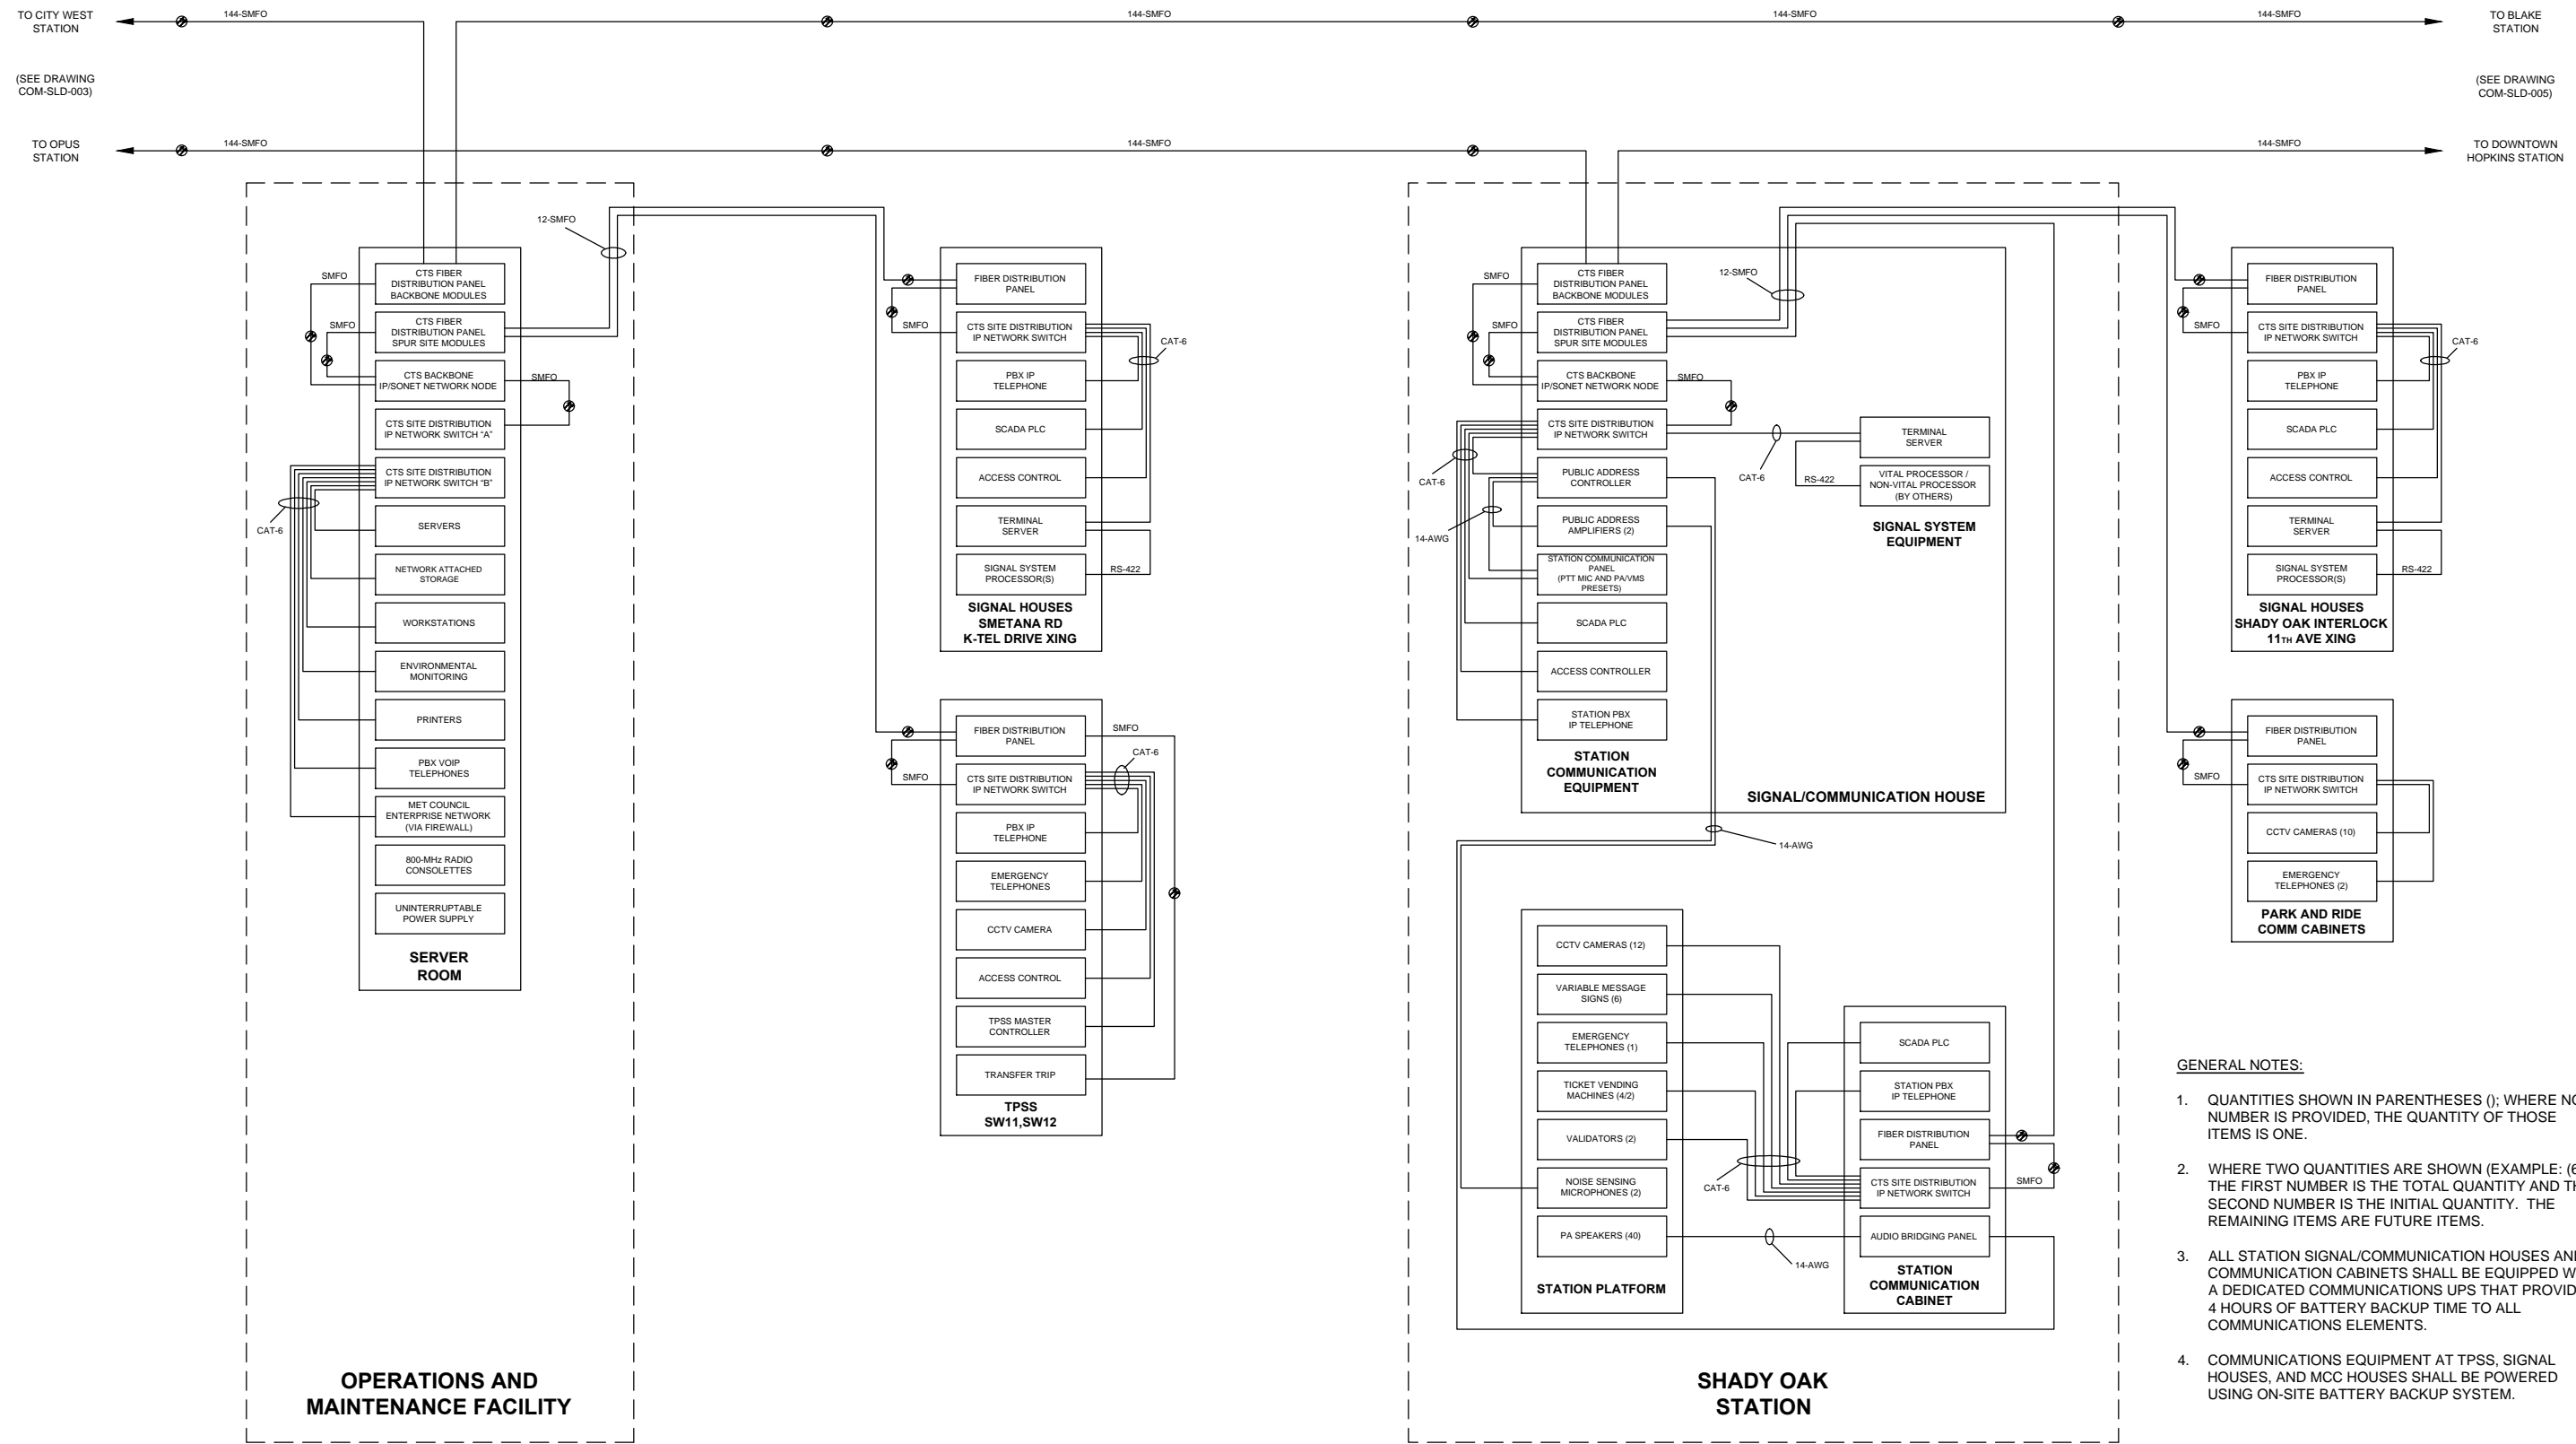 TO CITY WEST
STATION
144-SMFO
144-SMFO
144-SMFO
144-SMFO
TO BLAKE
STATION
(SEE DRAWING
COM-SLD-003)
(SEE DRAWING
COM-SLD-005)
TO OPUS
STATION
144-SMFO
144-SMFO
144-SMFO
TO DOWNTOWN
HOPKINS STATION
12-SMFO
SMFO
CTS FIBER
DISTRIBUTION PANEL
BACKBONE MODULES
SMFO
CTS FIBER
DISTRIBUTION PANEL
SPUR SITE MODULES
CTS BACKBONE
IP/SONET NETWORK NODE
SMFO
CTS SITE DISTRIBUTION
IP NETWORK SWITCH "A"
CTS SITE DISTRIBUTION
IP NETWORK SWITCH "B"
CAT-6
SERVERS
NETWORK ATTACHED
STORAGE
WORKSTATIONS
ENVIRONMENTAL
MONITORING
PRINTERS
PBX VOIP
TELEPHONES
MET COUNCIL
ENTERPRISE NETWORK
(VIA FIREWALL)
800-MHz RADIO
CONSOLETTES
UNINTERRUPTABLE
POWER SUPPLY
SERVER
ROOM
OPERATIONS AND
MAINTENANCE FACILITY
FIBER DISTRIBUTION
PANEL
SMFO
CTS SITE DISTRIBUTION
IP NETWORK SWITCH
CAT-6
PBX IP
TELEPHONE
SCADA PLC
ACCESS CONTROL
TERMINAL
SERVER
SIGNAL SYSTEM
PROCESSOR(S)
RS-422
SIGNAL HOUSES
SMETANA RD
K-TEL DRIVE XING
FIBER DISTRIBUTION
PANEL
SMFO
CAT-6
SMFO
CTS SITE DISTRIBUTION
IP NETWORK SWITCH
PBX IP
TELEPHONE
EMERGENCY
TELEPHONES
CCTV CAMERA
ACCESS CONTROL
TPSS MASTER
CONTROLLER
TRANSFER TRIP
TPSS
SW11,SW12
SMFO
CTS FIBER
DISTRIBUTION PANEL
BACKBONE MODULES
12-SMFO
SMFO
CTS FIBER
DISTRIBUTION PANEL
SPUR SITE MODULES
CTS BACKBONE
IP/SONET NETWORK NODE
SMFO
CTS SITE DISTRIBUTION
IP NETWORK SWITCH
TERMINAL
SERVER
CAT-6
PUBLIC ADDRESS
CONTROLLER
CAT-6
RS-422
VITAL PROCESSOR /
NON-VITAL PROCESSOR
(BY OTHERS)
14-AWG
PUBLIC ADDRESS
AMPLIFIERS (2)
SIGNAL SYSTEM
EQUIPMENT
STATION COMMUNICATION
PANEL
(PTT MIC AND PA/VMS
PRESETS)
SCADA PLC
ACCESS CONTROLLER
STATION PBX
IP TELEPHONE
STATION
COMMUNICATION
EQUIPMENT
SIGNAL/COMMUNICATION HOUSE
14-AWG
CCTV CAMERAS (12)
VARIABLE MESSAGE
SIGNS (6)
EMERGENCY
TELEPHONES (1)
TICKET VENDING
MACHINES (4/2)
VALIDATORS (2)
NOISE SENSING
MICROPHONES (2)
PA SPEAKERS (40)
STATION PLATFORM
CAT-6
14-AWG
SCADA PLC
STATION PBX
IP TELEPHONE
FIBER DISTRIBUTION
PANEL
CTS SITE DISTRIBUTION
IP NETWORK SWITCH
SMFO
AUDIO BRIDGING PANEL
STATION
COMMUNICATION
CABINET
SHADY OAK
STATION
FIBER DISTRIBUTION
PANEL
SMFO
CTS SITE DISTRIBUTION
IP NETWORK SWITCH
CAT-6
PBX IP
TELEPHONE
SCADA PLC
ACCESS CONTROL
TERMINAL
SERVER
SIGNAL SYSTEM
PROCESSOR(S)
RS-422
SIGNAL HOUSES
SHADY OAK INTERLOCK
11TH AVE XING
FIBER DISTRIBUTION
PANEL
SMFO
CTS SITE DISTRIBUTION
IP NETWORK SWITCH
CCTV CAMERAS (10)
EMERGENCY
TELEPHONES (2)
PARK AND RIDE
COMM CABINETS
GENERAL NOTES:
1. QUANTITIES SHOWN IN PARENTHESES (); WHERE
NUMBER IS PROVIDED, THE QUANTITY OF THOSE
ITEMS IS ONE.
2. WHERE TWO QUANTITIES ARE SHOWN (EXAMPLE:
THE FIRST NUMBER IS THE TOTAL QUANTITY AND
SECOND NUMBER IS THE INITIAL QUANTITY. THE
REMAINING ITEMS ARE FUTURE ITEMS.
3. ALL STATION SIGNAL/COMMUNICATION HOUSES
COMMUNICATION CABINETS SHALL BE EQUIPPED
A DEDICATED COMMUNICATIONS UPS THAT
4 HOURS OF BATTERY BACKUP TIME TO ALL
COMMUNICATIONS ELEMENTS.
4. COMMUNICATIONS EQUIPMENT AT TPSS, SIGNAL
HOUSES, AND MCC HOUSES SHALL BE POWERED
USING ON-SITE BATTERY BACKUP SYSTEM.